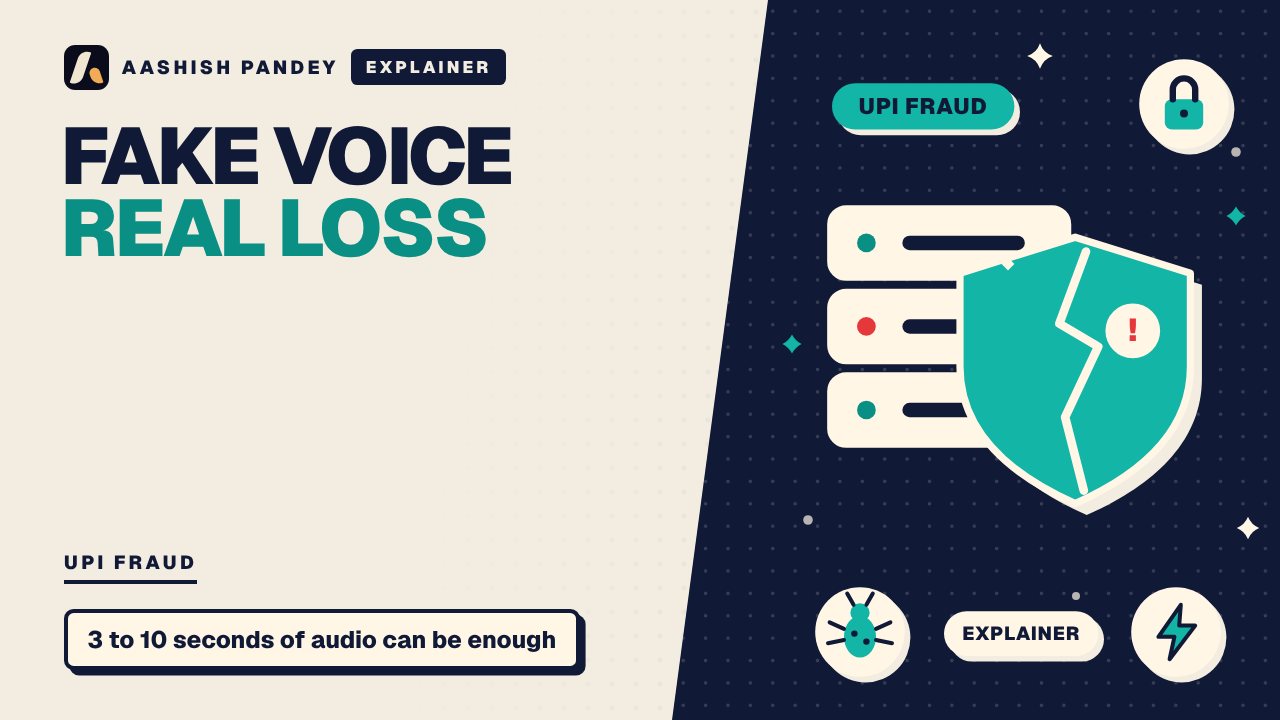 AASHISH PANDEY EXPLAINER
FAKE VOICE
REAL LOSS
UPI FRAUD
3 to 10 seconds of audio can be enough
UPI FRAUD
!
EXPLAINER